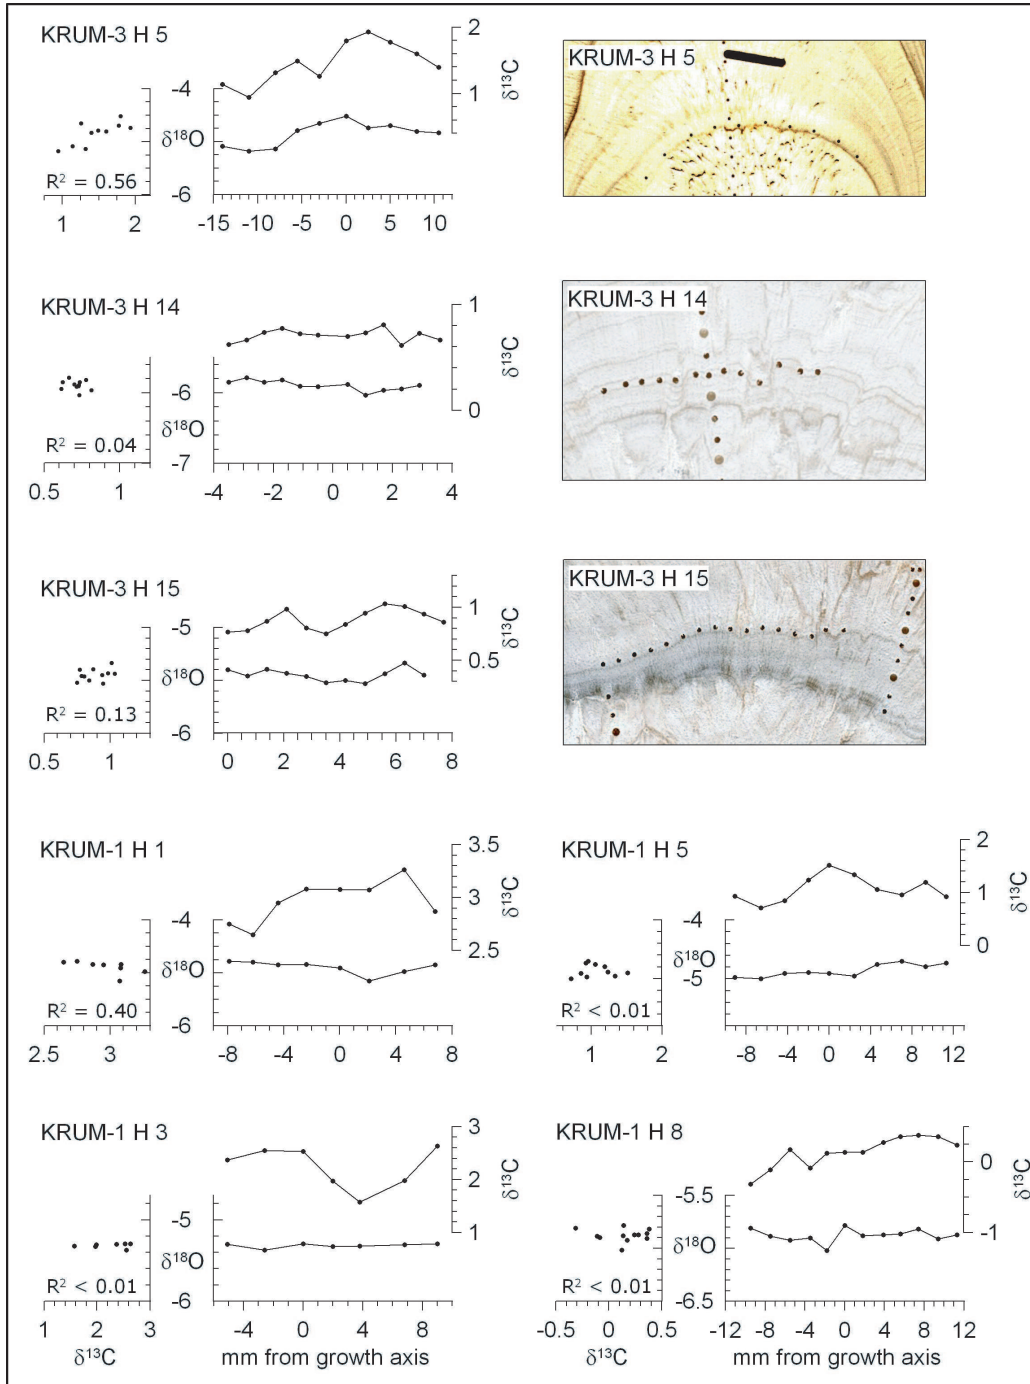 KRUM-3 H 5
2
δ¹³C
1
-4
δ¹⁸O
-6
R² = 0.56
1 2
-15 -10 -5 0 5 10
KRUM-3 H 5
KRUM-3 H 14
1
δ¹³C
0
-6
δ¹⁸O
-7
R² = 0.04
0.5 1
-4 -2 0 2 4
KRUM-3 H 14
KRUM-3 H 15
1
δ¹³C
0.5
-5
δ¹⁸O
-6
R² = 0.13
0.5 1
0 2 4 6 8
KRUM-3 H 15
KRUM-1 H 1
3.5
3
δ¹³C
2.5
-4
δ¹⁸O
-6
R² = 0.40
2.5 3
-8 -4 0 4 8
KRUM-1 H 5
2
1
δ¹³C
0
-4
δ¹⁸O
-5
R² < 0.01
1 2
-8 -4 0 4 8 12
KRUM-1 H 3
3
2
δ¹³C
1
-5
δ¹⁸O
-6
R² < 0.01
1 2 3
δ¹³C
-4 0 4 8
mm from growth axis
KRUM-1 H 8
0
δ¹³C
-1
-5.5
δ¹⁸O
-6.5
R² < 0.01
-0.5 0 0.5
δ¹³C
-12 -8 -4 0 4 8 12
mm from growth axis